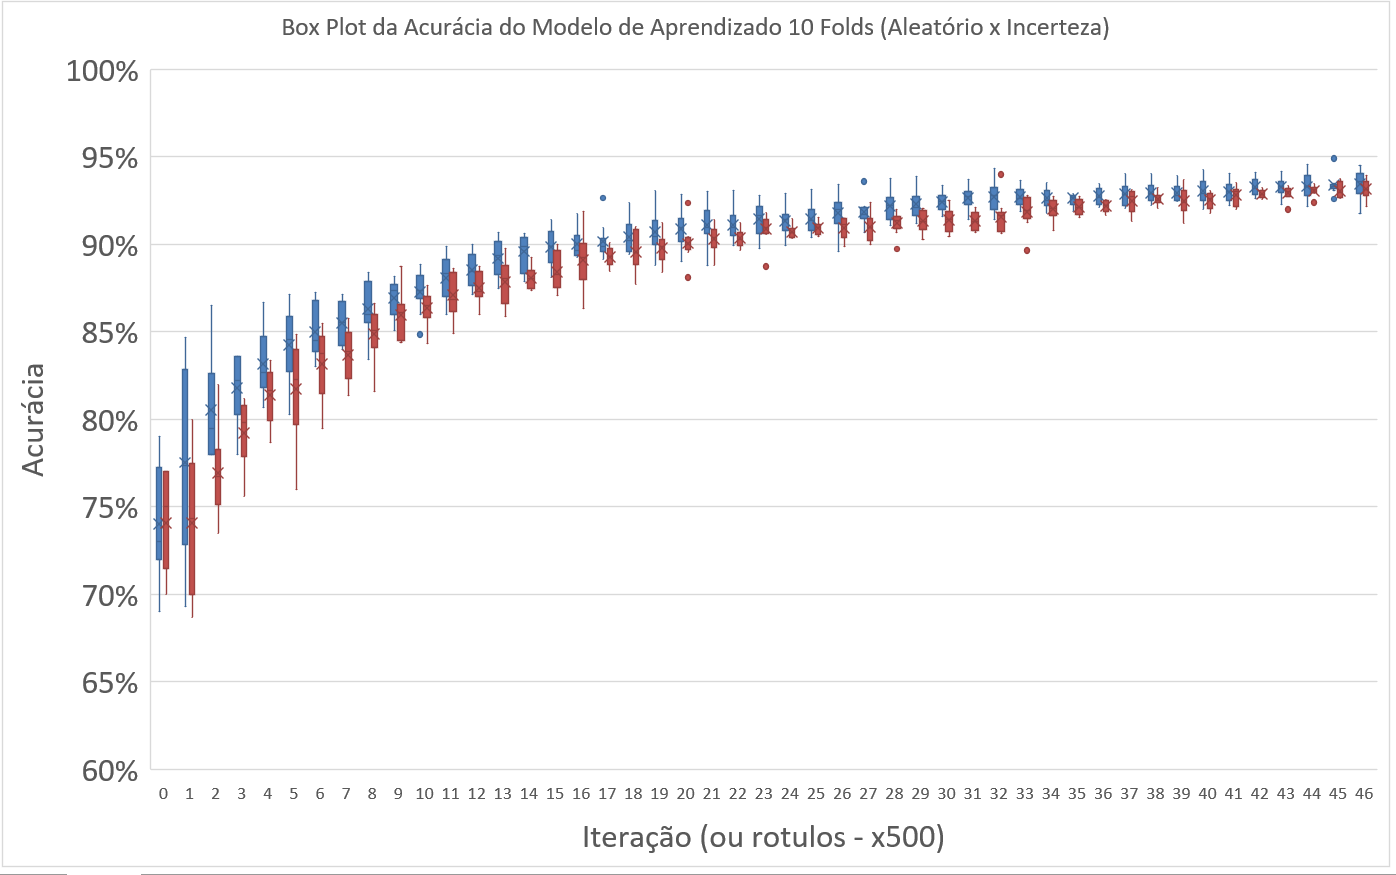 Box Plot da Acurácia do Modelo de Aprendizado 10 Folds (Aleatório x Incerteza)
100%
95%
90%
85%
80%
75%
70%
65%
60%
Acurácia
0 1 2 3 4 5 6 7 8 9 10 11 12 13 14 15 16 17 18 19 20 21 22 23 24 25 26 27 28 29 30 31 32 33 34 35 36 37 38 39 40 41 42 43 44 45 46
Iteração (ou rotulos - x500)